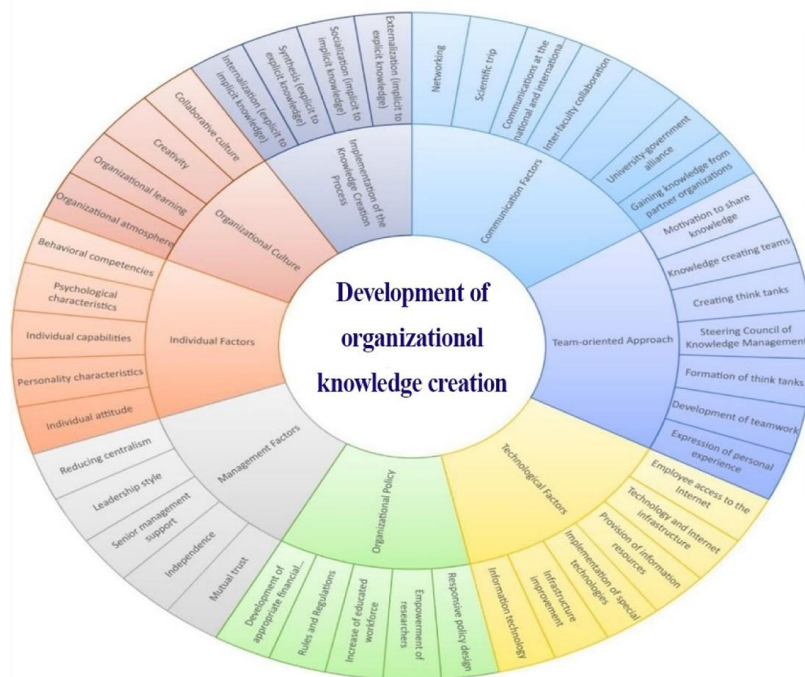 Development of
organizational
knowledge creation
Communication Factors
Networking
Scientific trip
Communications at the
national and internationa...
Inter-faculty collaboration
University-government
alliance
Gaining knowledge from
partner organizations
Team-oriented Approach
Motivation to share
knowledge
Knowledge creating teams
Creating think tanks
Steering Council of
Knowledge Management
Formation of think tanks
Development of teamwork
Expression of personal
experience
Technological Factors
Employee access to the
Internet
Technology and internet
infrastructure
Provision of information
resources
Implementation of special
technologies
Infrastructure
improvement
Information technology
Organizational Policy
Responsive policy design
Empowerment of
researchers
Increase of educated
workforce
Rules and Regulations
Development of
appropriate financial...
Management Factors
Mutual trust
Independence
Senior management
support
Leadership style
Reducing centralism
Individual Factors
Individual attitude
Personality characteristics
Individual capabilities
Psychological
characteristics
Behavioral competencies
Organizational Culture
Organizational atmosphere
Organizational learning
Creativity
Collaborative culture
Implementation of the
Knowledge Creation
Process
Internalization (explicit to
implicit knowledge)
Synthesis (explicit to
explicit knowledge)
Socialization (implicit to
implicit knowledge)
Externalization (implicit to
explicit knowledge)